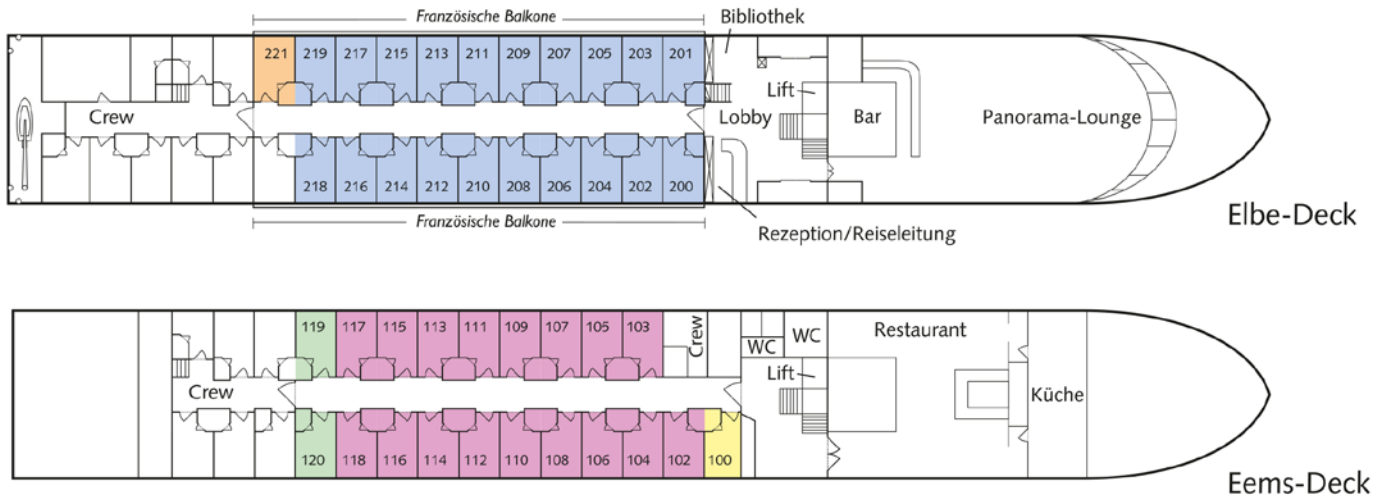 Französische Balkone
Bibliothek
221 219 217 215 213 211 209 207 205 203 201
Lift
Crew
Lobby
Bar
Panorama-Lounge
218 216 214 212 210 208 206 204 202 200
Französische Balkone
Rezeption/Reiseleitung
Elbe-Deck
119 117 115 113 111 109 107 105 103
Crew
WC
WC
Restaurant
Lift
Crew
Küche
120 118 116 114 112 110 108 106 104 102 100
Eems-Deck